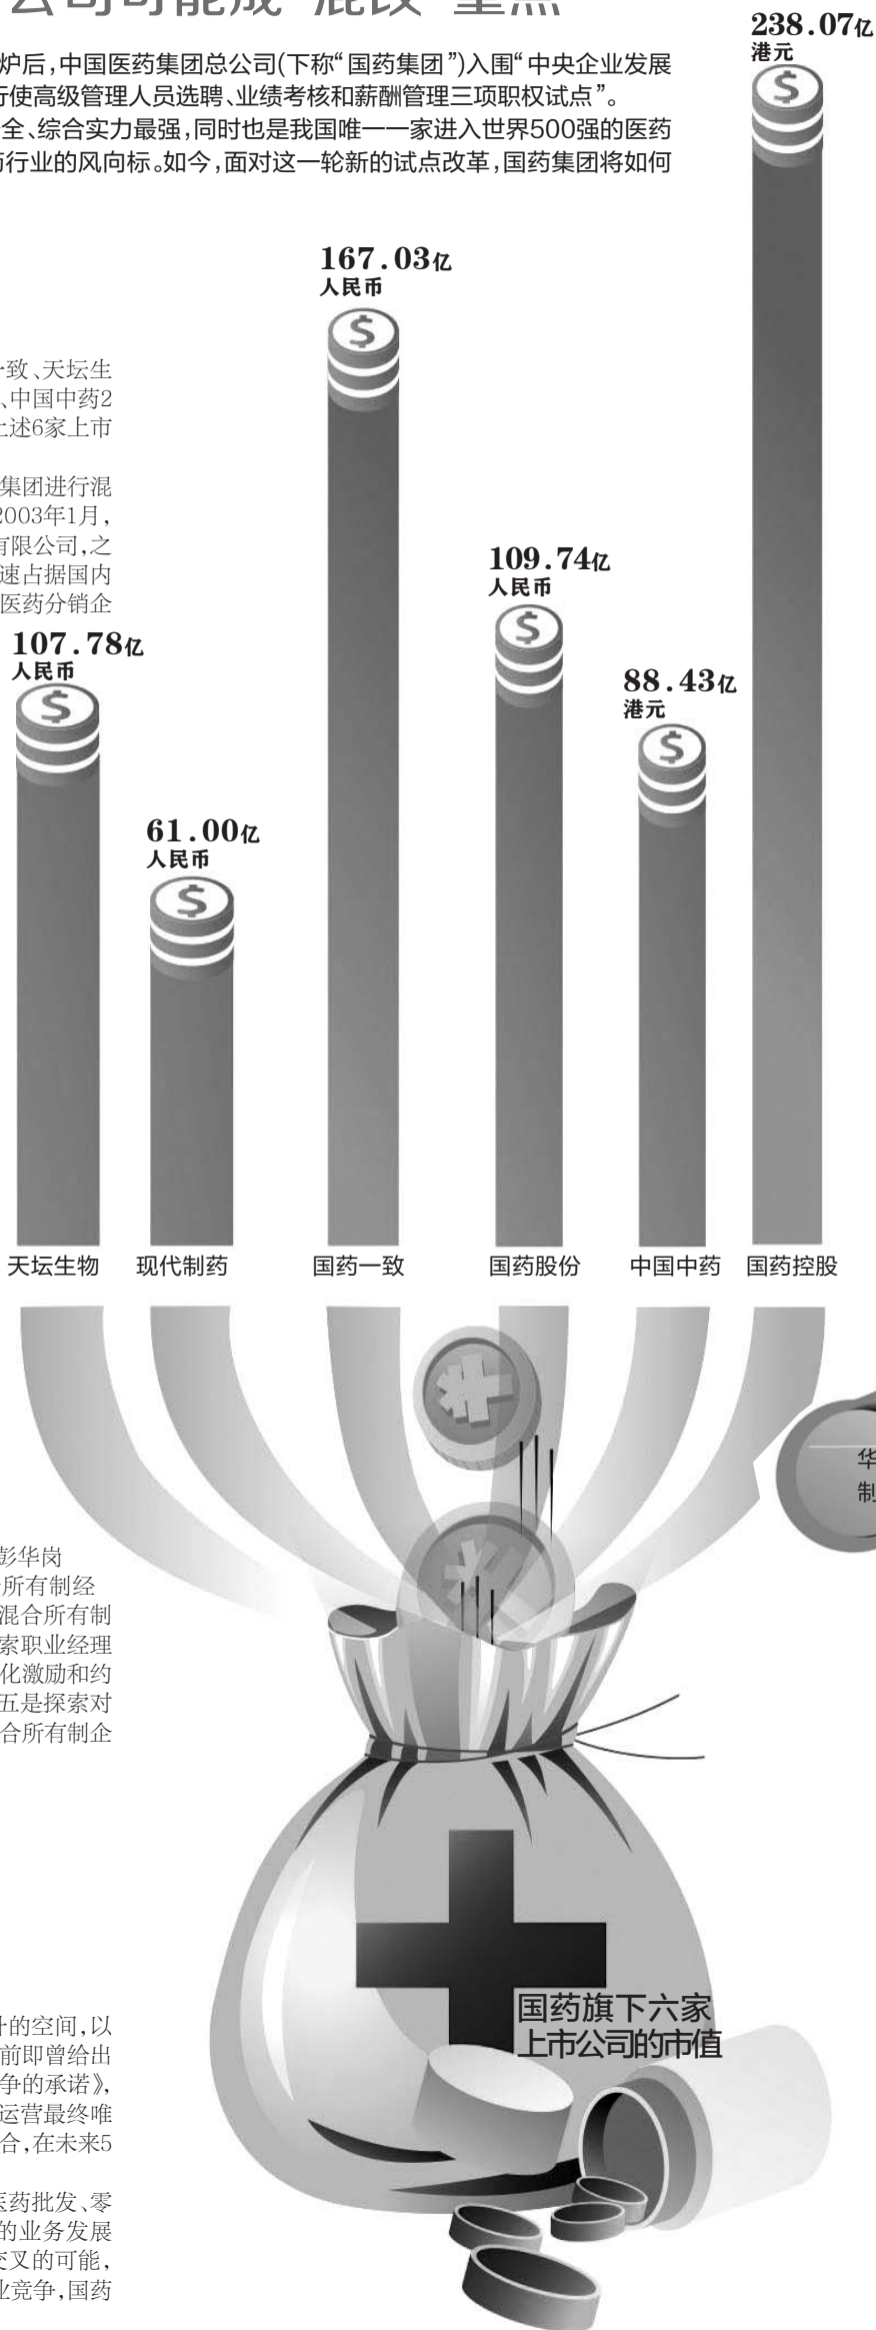 公司可能成“混改”重点
炉后,中国医药集团总公司(下称“国药集团”)入围“中央企业发展
行使高级管理人员选聘、业绩考核和薪酬管理三项职权试点”。
全、综合实力最强,同时也是我国唯一一家进入世界500强的医药
药行业的风向标。如今,面对这一轮新的试点改革,国药集团将如何
一致、天坛生
、中国中药2
上述6家上市
集团进行混
2003年1月,
有限公司,之
速占据国内
医药分销企
238.07亿
港元
167.03亿
人民币
109.74亿
人民币
88.43亿
港元
107.78亿
人民币
61.00亿
人民币
天坛生物 现代制药 国药一致 国药股份 中国中药 国药控股
华
制
彭华岗
所有制经
混合所有制
索职业经理
化激励和约
五是探索对
合所有制企
国药旗下六家
上市公司的市值
计的空间,以
前即曾给出
争的承诺》,
运营最终唯
合,在未来5
医药批发、零
的业务发展
交叉的可能,
业竞争,国药